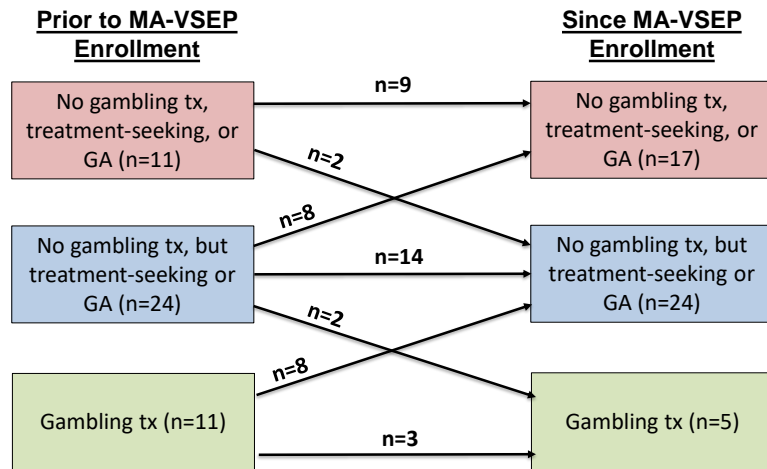 Prior to MA-VSEP
Enrollment
Since MA-VSEP
Enrollment
No gambling tx,
treatment-seeking, or
GA (n=11)
n=9
No gambling tx,
treatment-seeking, or
GA (n=17)
n=2
n=8
No gambling tx, but
treatment-seeking or
GA (n=24)
n=14
No gambling tx, but
treatment-seeking or
GA (n=24)
n=2
n=8
Gambling tx (n=11)
n=3
Gambling tx (n=5)